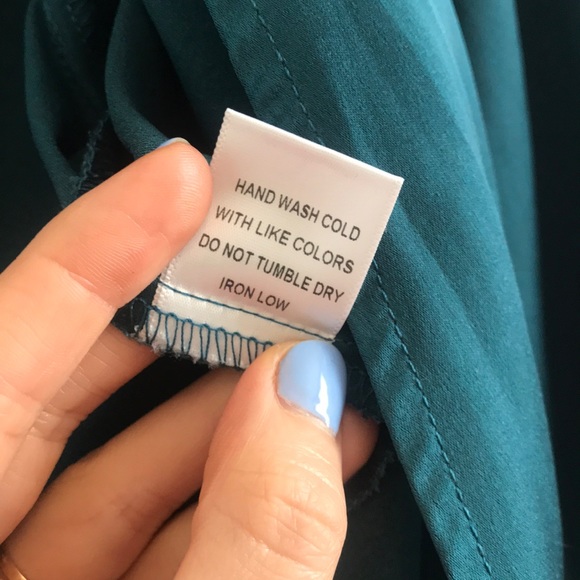 HAND WASH COLD
WITH LIKE COLORS
DO NOT TUMBLE DRY
IRON LOW